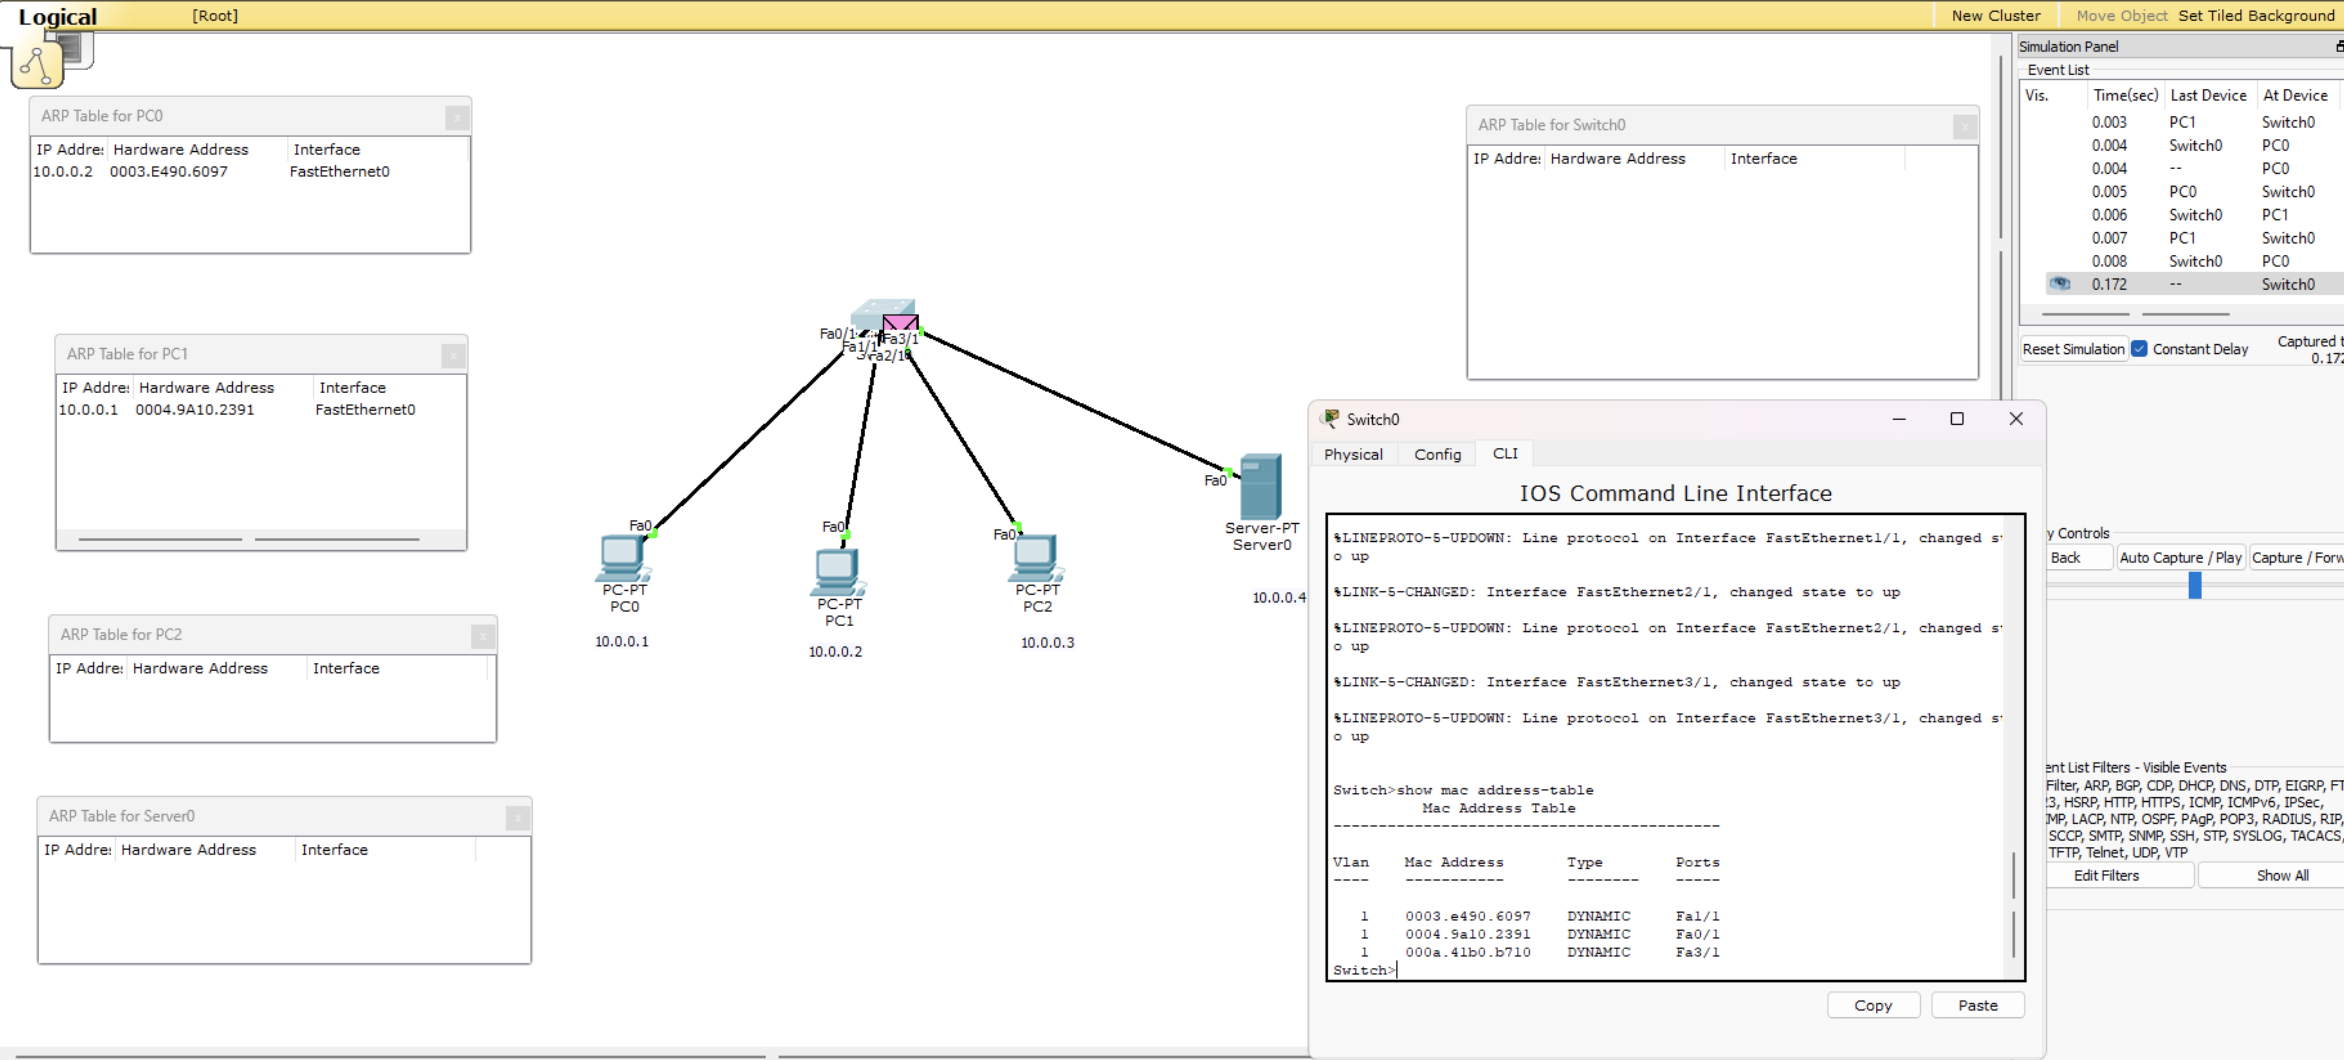 Logical [Root] New Cluster Move Object Set Tiled Background
ARP Table for PC0
IP Addre: Hardware Address Interface
10.0.0.2 0003.E490.6097 FastEthernet0
ARP Table for PC1
IP Addre: Hardware Address Interface
10.0.0.1 0004.9A10.2391 FastEthernet0
ARP Table for PC2
IP Addre: Hardware Address Interface
ARP Table for Server0
IP Addre: Hardware Address Interface
Fa0/1
Fa1/1
Fa3/1
Fa2/1
Fa0
PC-PT
PC0
10.0.0.1
Fa0
PC-PT
PC1
10.0.0.2
Fa0
PC-PT
PC2
10.0.0.3
Fa0
Server-PT
Server0
10.0.0.4
ARP Table for Switch0
IP Addre: Hardware Address Interface
Switch0
Physical Config CLI
IOS Command Line Interface
%LINEPROTO-5-UPDOWN: Line protocol on Interface FastEthernet1/1, changed s
o up
%LINK-5-CHANGED: Interface FastEthernet2/1, changed state to up
%LINEPROTO-5-UPDOWN: Line protocol on Interface FastEthernet2/1, changed s
o up
%LINK-5-CHANGED: Interface FastEthernet3/1, changed state to up
%LINEPROTO-5-UPDOWN: Line protocol on Interface FastEthernet3/1, changed s
o up
Switch>show mac address-table
Mac Address Table
-------------------------------------------
Vlan Mac Address Type Ports
---- ----------- -------- -----
1 0003.e490.6097 DYNAMIC Fa1/1
1 0004.9a10.2391 DYNAMIC Fa0/1
1 000a.41b0.b710 DYNAMIC Fa3/1
Switch>
Copy Paste
Simulation Panel
Event List
Vis. Time(sec) Last Device At Device
0.003 PC1 Switch0
0.004 Switch0 PC0
0.004 -- PC0
0.005 PC0 Switch0
0.006 Switch0 PC1
0.007 PC1 Switch0
0.008 Switch0 PC0
0.172 -- Switch0
Reset Simulation Constant Delay Captured t
0.172
y Controls
Back Auto Capture / Play Capture / Forw
ent List Filters - Visible Events
Filter, ARP, BGP, CDP, DHCP, DNS, DTP, EIGRP, FT
23, HSRP, HTTP, HTTPS, ICMP, ICMPv6, IPSec,
MP, LACP, NTP, OSPF, PAgP, POP3, RADIUS, RIP,
SCCP, SMTP, SNMP, SSH, STP, SYSLOG, TACACS,
TFTP, Telnet, UDP, VTP
Edit Filters Show All